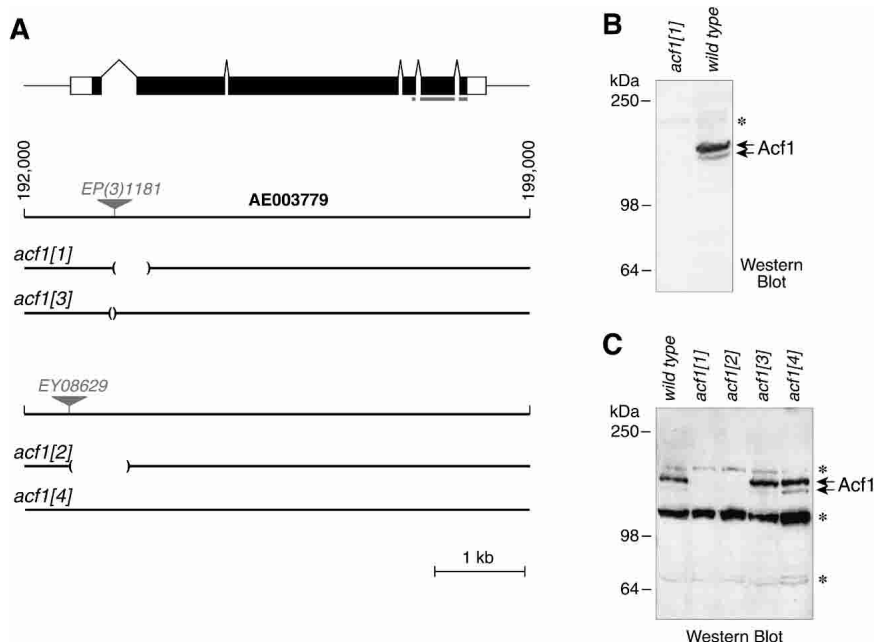 A
192,000
199,000
EP(3)1181
AE003779
acf1[1]
acf1[3]
EY08629
acf1[2]
acf1[4]
1 kb
B
acf1[1]
wild type
kDa
250
*
Acf1
98
64
Western
Blot
C
wild type
acf1[1]
acf1[2]
acf1[3]
acf1[4]
kDa
250
*
Acf1
*
98
*
64
Western Blot